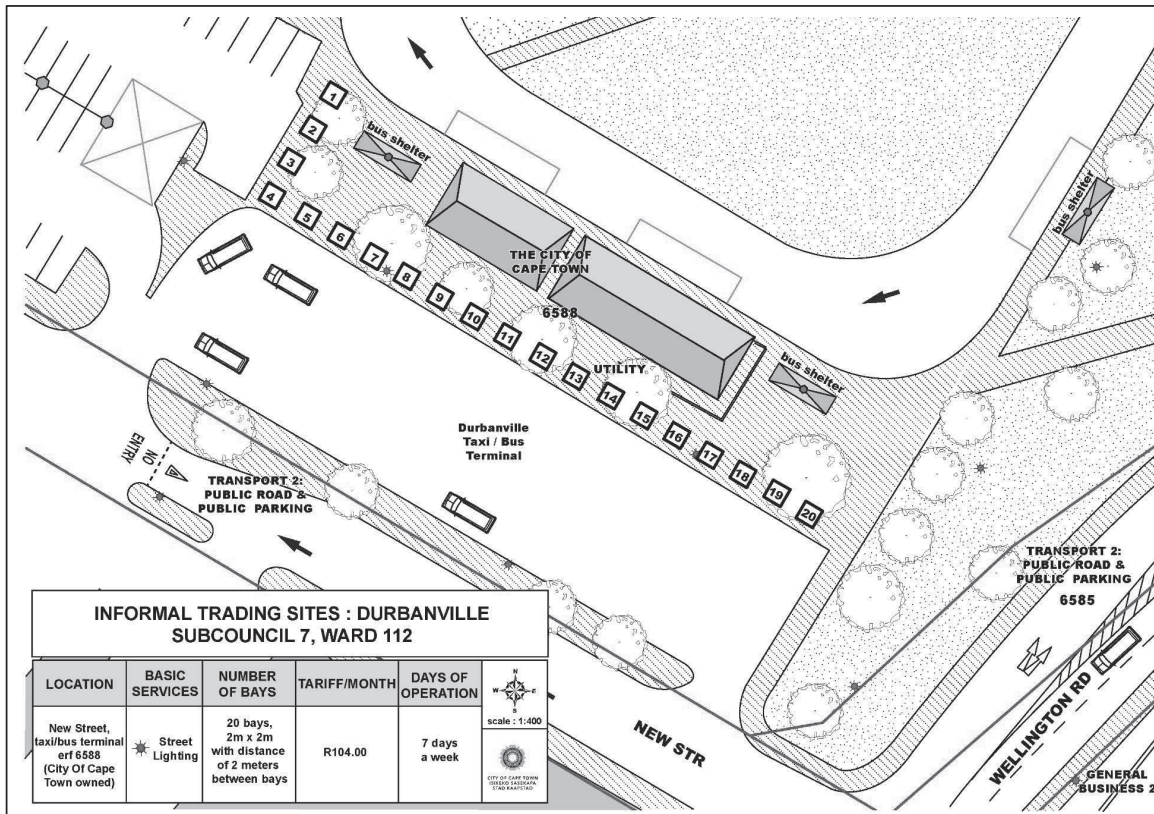 1
2
3
4
5
6
7
8
9
10
11
12
13
14
15
16
17
18
19
20
bus shelter
bus shelter
bus shelter
THE CITY OF
CAPE TOWN
6588
UTILITY
Durbanville
Taxi / Bus
Terminal
NO
ENTRY
TRANSPORT 2:
PUBLIC ROAD &
PUBLIC PARKING
TRANSPORT 2:
PUBLIC ROAD &
PUBLIC PARKING
6585
NEW STR
WELLINGTON RD
GENERAL
BUSINESS 2
INFORMAL TRADING SITES : DURBANVILLE
SUBCOUNCIL 7, WARD 112
LOCATION
BASIC
SERVICES
NUMBER
OF BAYS
TARIFF/MONTH
DAYS OF
OPERATION
New Street,
taxi/bus terminal
erf 6588
(City Of Cape
Town owned)
Street
Lighting
20 bays,
2m x 2m
with distance
of 2 meters
between bays
R104.00
7 days
a week
N
W E
S
scale : 1:400
CITY OF CAPE TOWN
ISIXEKO SASEKAPA
STAD KAAPSTAD